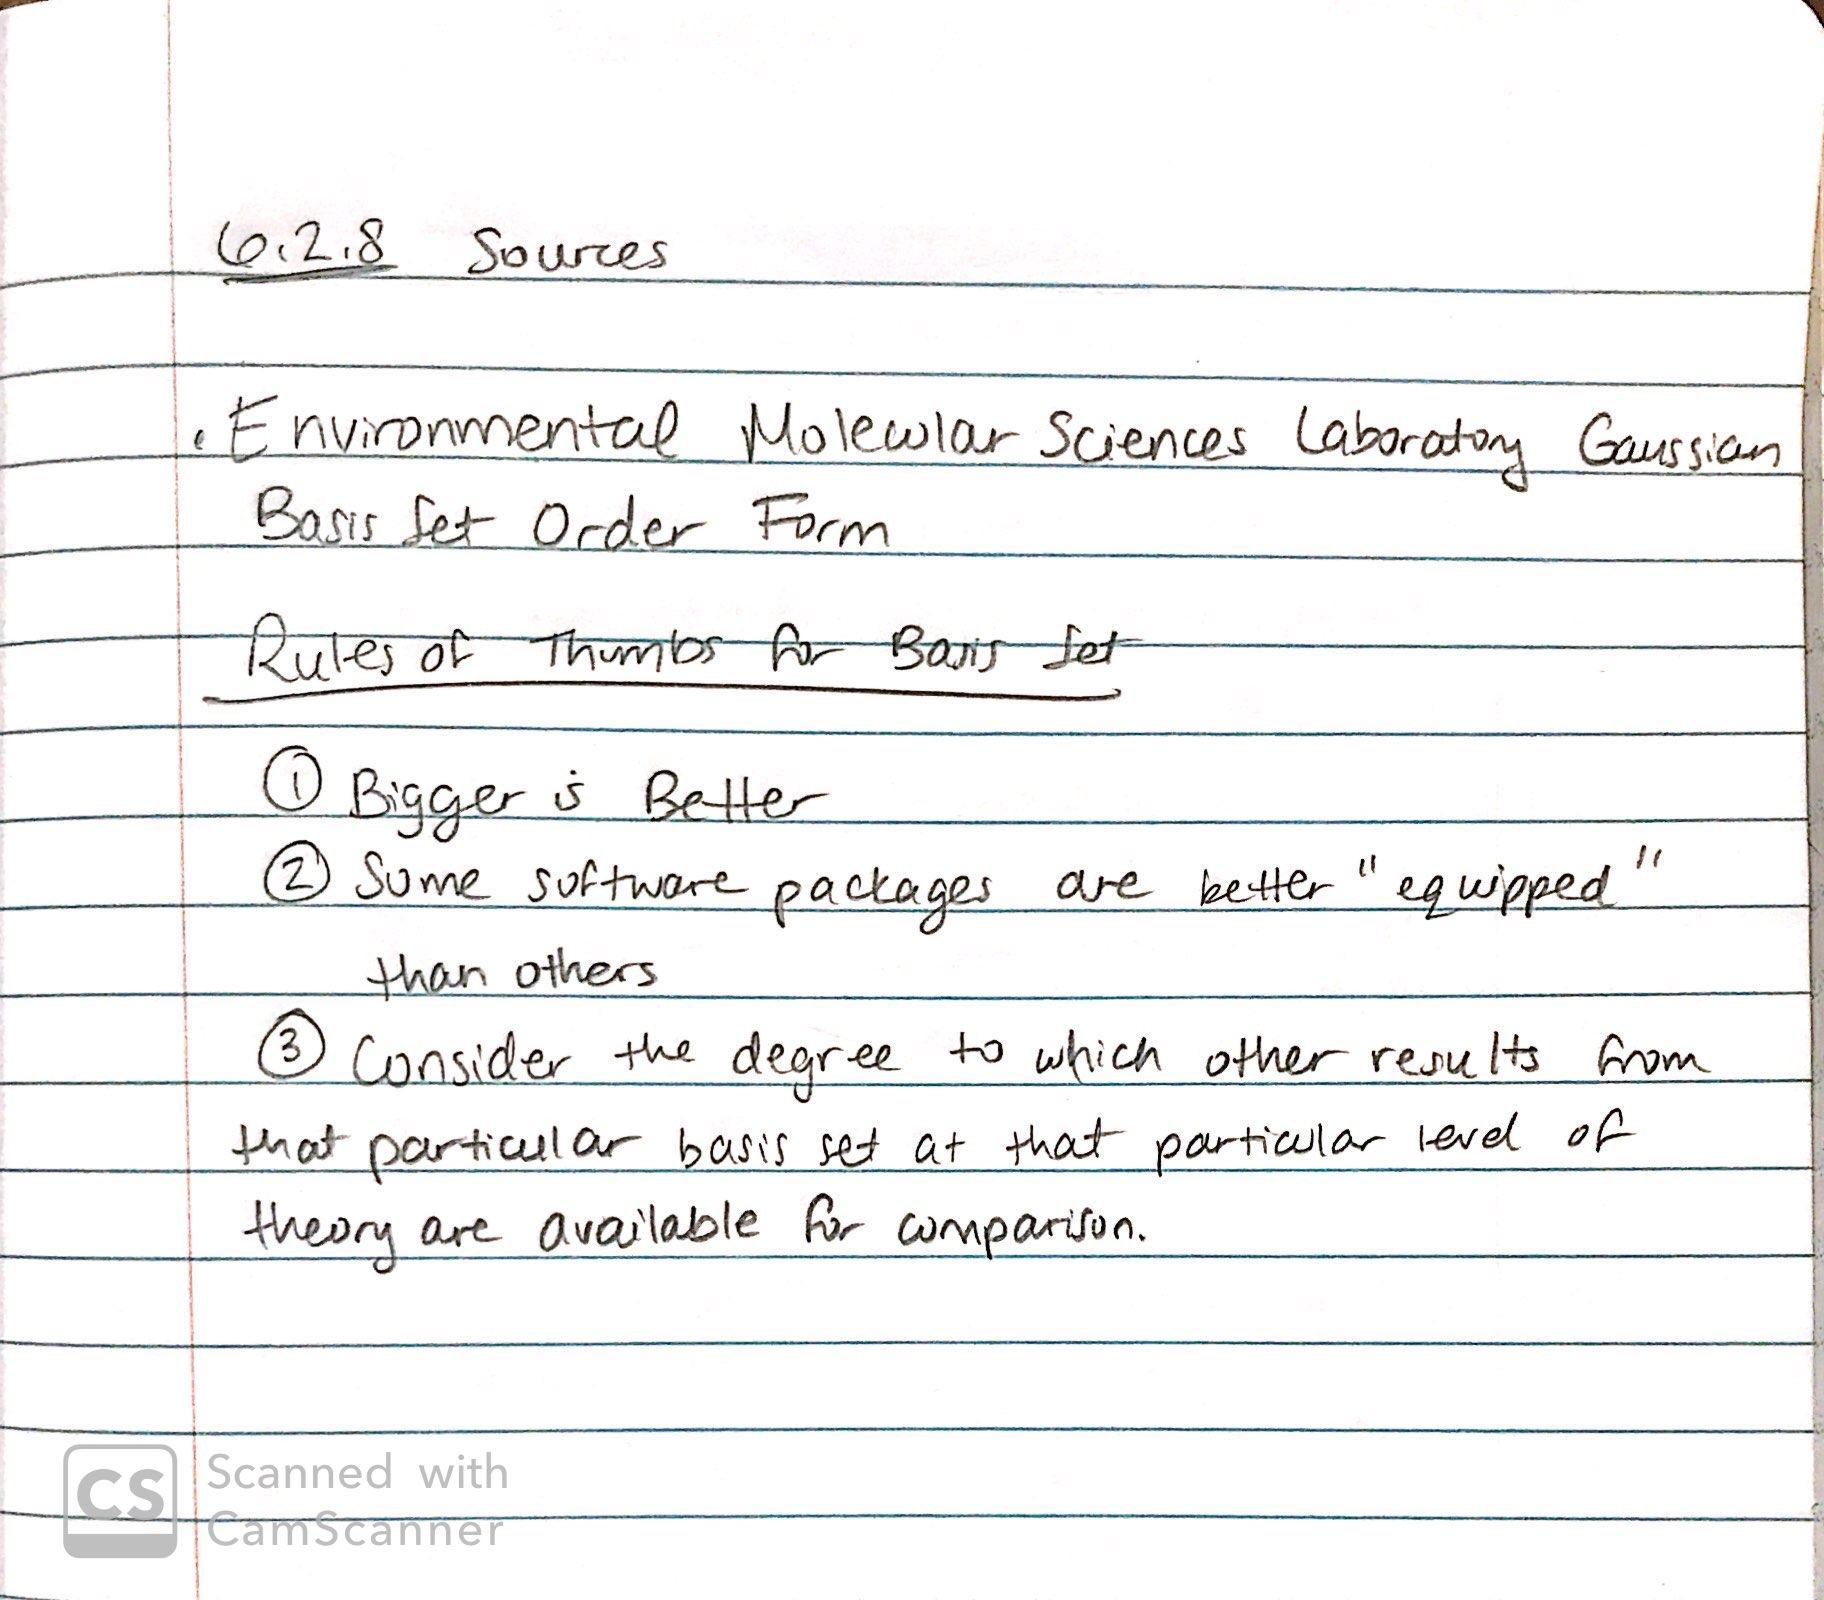 6.2.8 Sources
. Environmental Molecular Sciences Laboratory Gaussian
Basis Set Order Form
Rules of Thumbs for Basis Set
① Bigger is Better
② Some software packages are better "equipped"
than others
③ Consider the degree to which other results from
that particular basis set at that particular level of
theory are available for comparison.
CS Scanned with
CamScanner